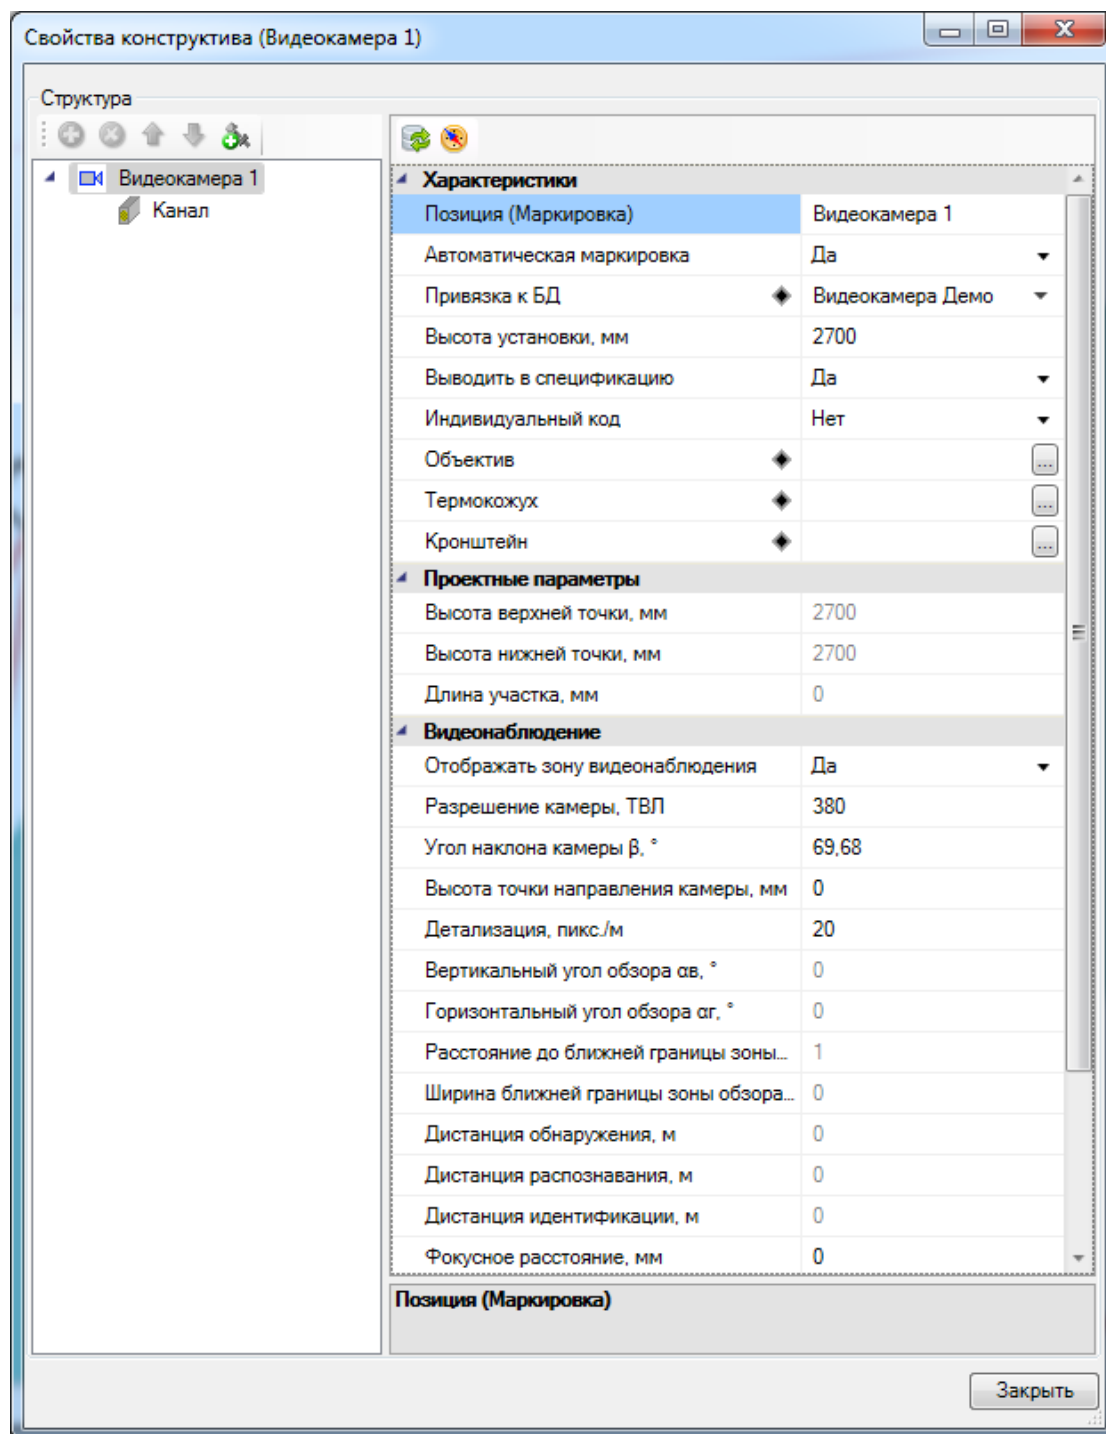 Свойства конструктива (Видеокамера 1)
Структура
Видеокамера 1
Канал
Характеристики
Позиция (Маркировка) Видеокамера 1
Автоматическая маркировка Да
Привязка к БД Видеокамера Демо
Высота установки, мм 2700
Выводить в спецификацию Да
Индивидуальный код Нет
Объектив ...
Термокожух ...
Кронштейн ...
Проектные параметры
Высота верхней точки, мм 2700
Высота нижней точки, мм 2700
Длина участка, мм 0
Видеонаблюдение
Отображать зону видеонаблюдения Да
Разрешение камеры, ТВЛ 380
Угол наклона камеры β, ° 69,68
Высота точки направления камеры, мм 0
Детализация, пикс./м 20
Вертикальный угол обзора αв, ° 0
Горизонтальный угол обзора αг, ° 0
Расстояние до ближней границы зоны... 1
Ширина ближней границы зоны обзора... 0
Дистанция обнаружения, м 0
Дистанция распознавания, м 0
Дистанция идентификации, м 0
Фокусное расстояние, мм 0
Позиция (Маркировка)
Закрыть